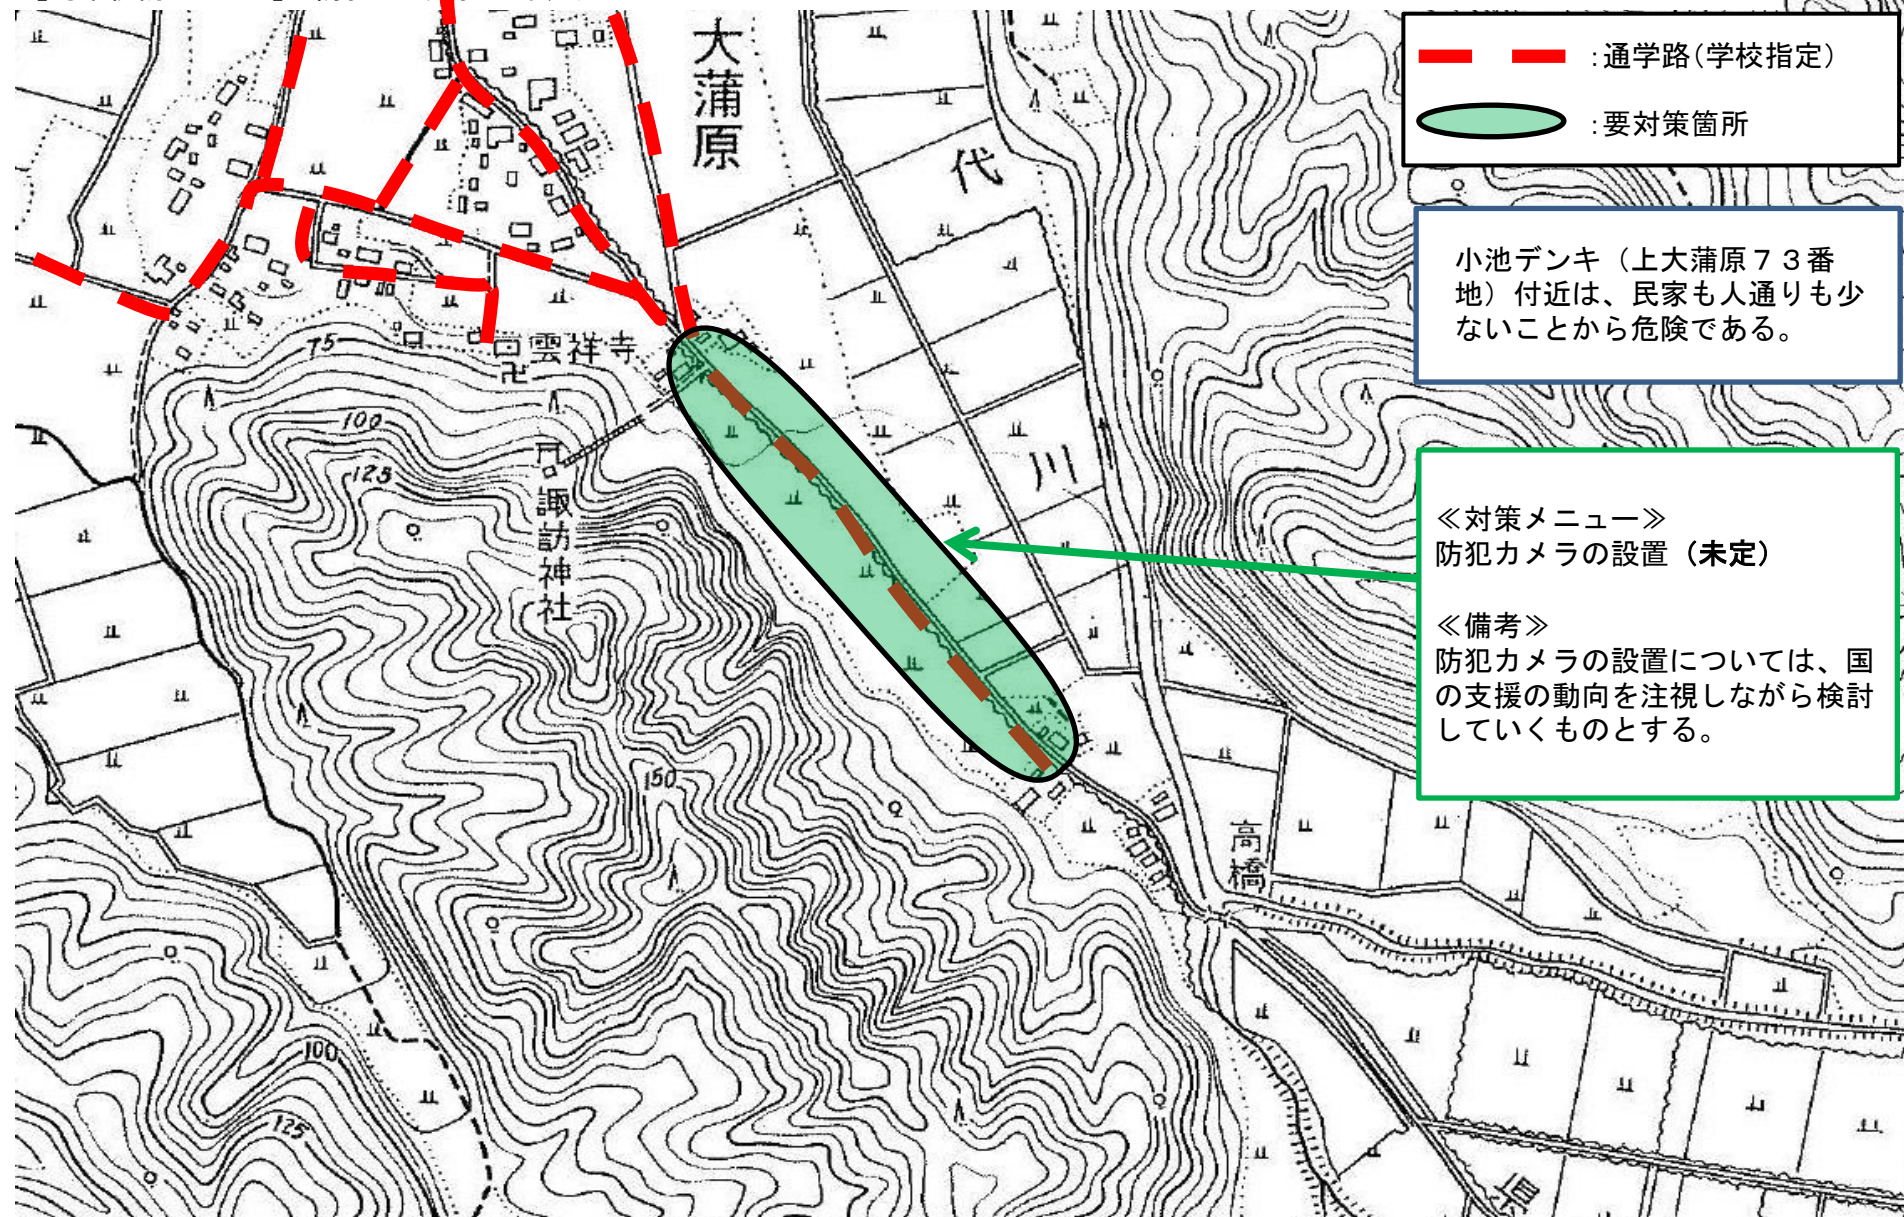 :通学路(学校指定)
:要対策箇所
小池デンキ（上大蒲原７３番
地）付近は、民家も人通りも少
ないことから危険である。
≪対策メニュー≫
防犯カメラの設置（未定）
≪備考≫
防犯カメラの設置については、国
の支援の動向を注視しながら検討
していくものとする。
大蒲原
代
川
雲祥寺
諏訪神社
高橋
75
100
125
150
100
125